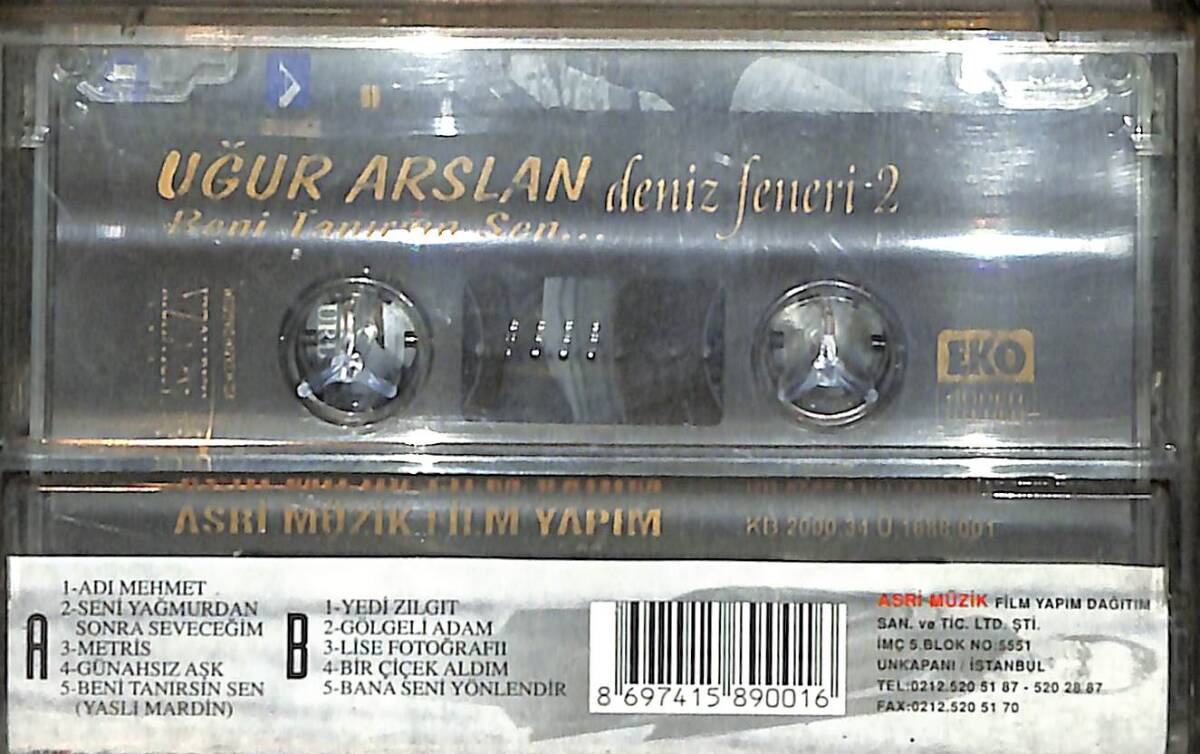 UĞUR ARSLAN deniz feneri-2
Beni Tanırsın Sen...
EKO
ASRİ MÜZİK FİLM YAPIM KB 2000.34.Ü.1688.001
A
1-ADI MEHMET
2-SENİ YAĞMURDAN
SONRA SEVECEĞİM
3-METRİS
4-GÜNAHSIZ AŞK
5-BENİ TANIRSIN SEN
(YASLI MARDİN)
B
1-YEDİ ZILGIT
2-GÖLGELİ ADAM
3-LİSE FOTOĞRAFII
4-BİR ÇİÇEK ALDIM
5-BANA SENİ YÖNLENDİR
8 697415 890016
ASRİ MÜZİK FİLM YAPIM DAĞITIM
SAN. ve TİC. LTD. ŞTİ.
İMÇ 5.BLOK NO:5551
UNKAPANI / İSTANBUL
TEL:0212.520 51 87 - 520 28 87
FAX:0212.520 51 70